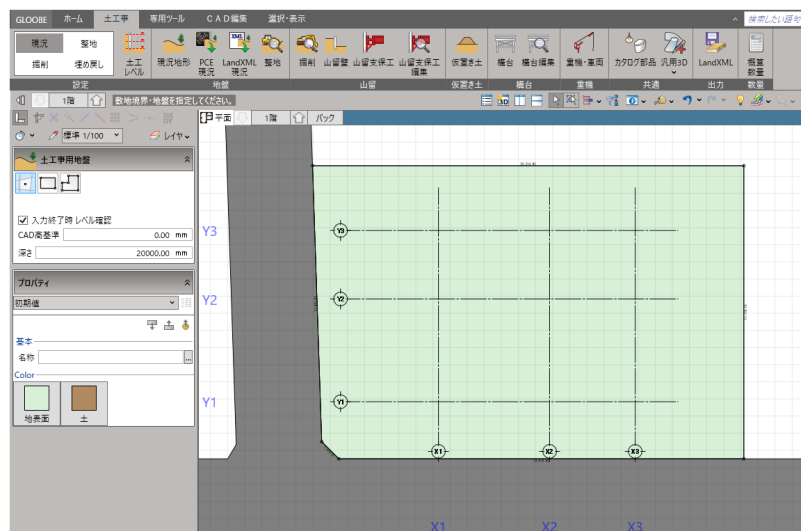 GLOOBE ホーム 土工事 専用ツール CAD編集 選択・表示 検索したい語句
現況 整地
掘削 埋め戻し
土工レベル 現況地形 PCE現況 LandXML現況 整地 掘削 山留壁 山留支保工 山留支保工編集 仮置き土 構台 構台編集 重機・車両 カタログ部品 汎用3D LandXML 概算数量
設定 地盤 山留 仮置き土 構台 重機 共通 出力 数量
1階 敷地境界・地盤を指定してください。
平面 1階 バック
標準 1/100 レイヤ
土工事用地盤
入力終了時レベル確認
CAD高基準 0.00 mm
深さ 20000.00 mm
プロパティ
初期値
基本
名称
...
Color
地表面 土
Y3 Y3
Y2 Y2
Y1 Y1
X1 X2 X3
X1 X2 X3